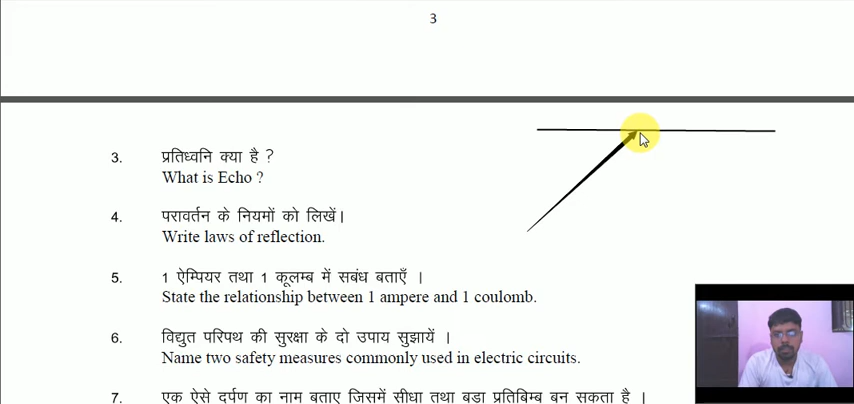 3
3. प्रतिध्वनि क्या है ?
What is Echo ?
4. परावर्तन के नियमों को लिखें।
Write laws of reflection.
5. 1 ऐम्पियर तथा 1 कूलम्ब में सबंध बताएँ ।
State the relationship between 1 ampere and 1 coulomb.
6. विद्युत परिपथ की सुरक्षा के दो उपाय सुझायें ।
Name two safety measures commonly used in electric circuits.
7. एक ऐसे दर्पण का नाम बताए जिसमें सीधा तथा बड़ा प्रतिबिम्ब बन सकता है ।